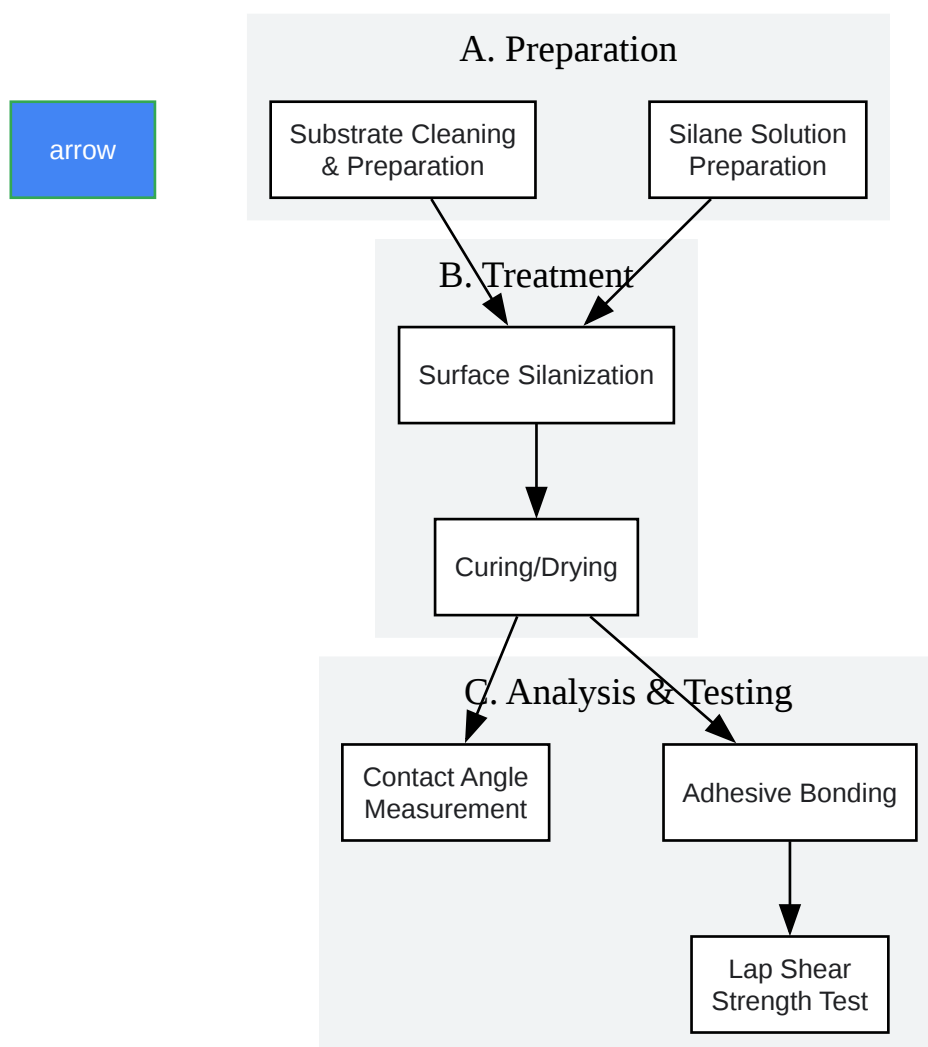 A. Preparation
arrow
Substrate Cleaning
& Preparation
Silane Solution
Preparation
B. Treatment
Surface Silanization
Curing/Drying
C. Analysis & Testing
Contact Angle
Measurement
Adhesive Bonding
Lap Shear
Strength Test